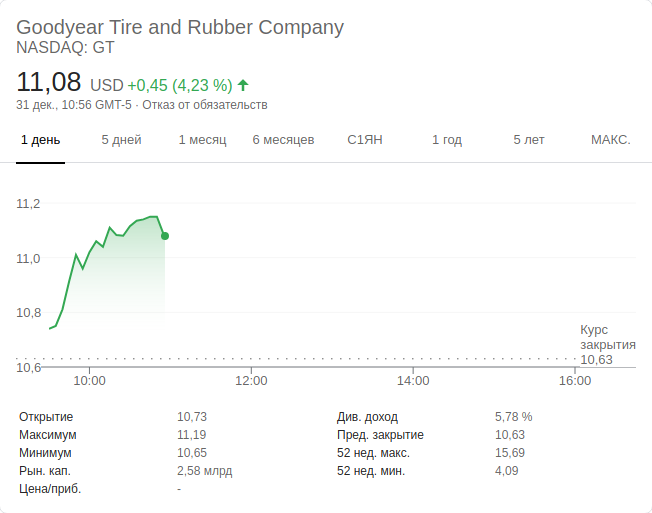 Goodyear Tire and Rubber Company
NASDAQ: GT
11,08 USD +0,45 (4,23 %)
31 дек., 10:56 GMT-5 · Отказ от обязательств
1 день 5 дней 1 месяц 6 месяцев С1ЯН 1 год 5 лет МАКС.
11,2
11,0
10,8
10,6
Курс
закрытия
10,63
10:00 12:00 14:00 16:00
Открытие 10,73 Див. доход 5,78 %
Максимум 11,19 Пред. закрытие 10,63
Минимум 10,65 52 нед. макс. 15,69
Рын. кап. 2,58 млрд 52 нед. мин. 4,09
Цена/приб. -